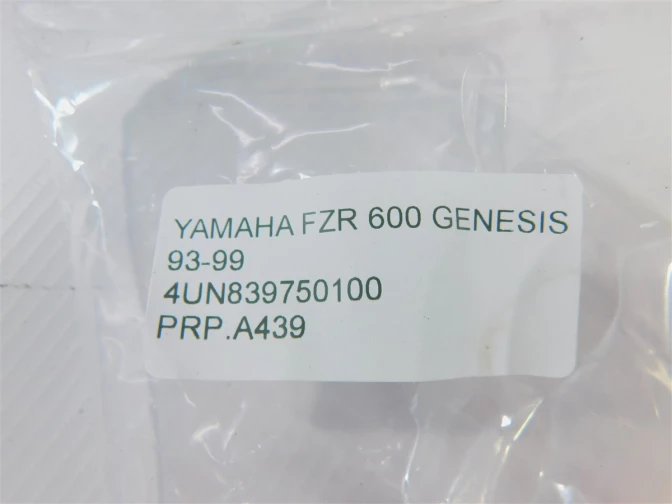 YAMAHA FZR 600 GENESIS
93-99
4UN839750100
PRP.A439